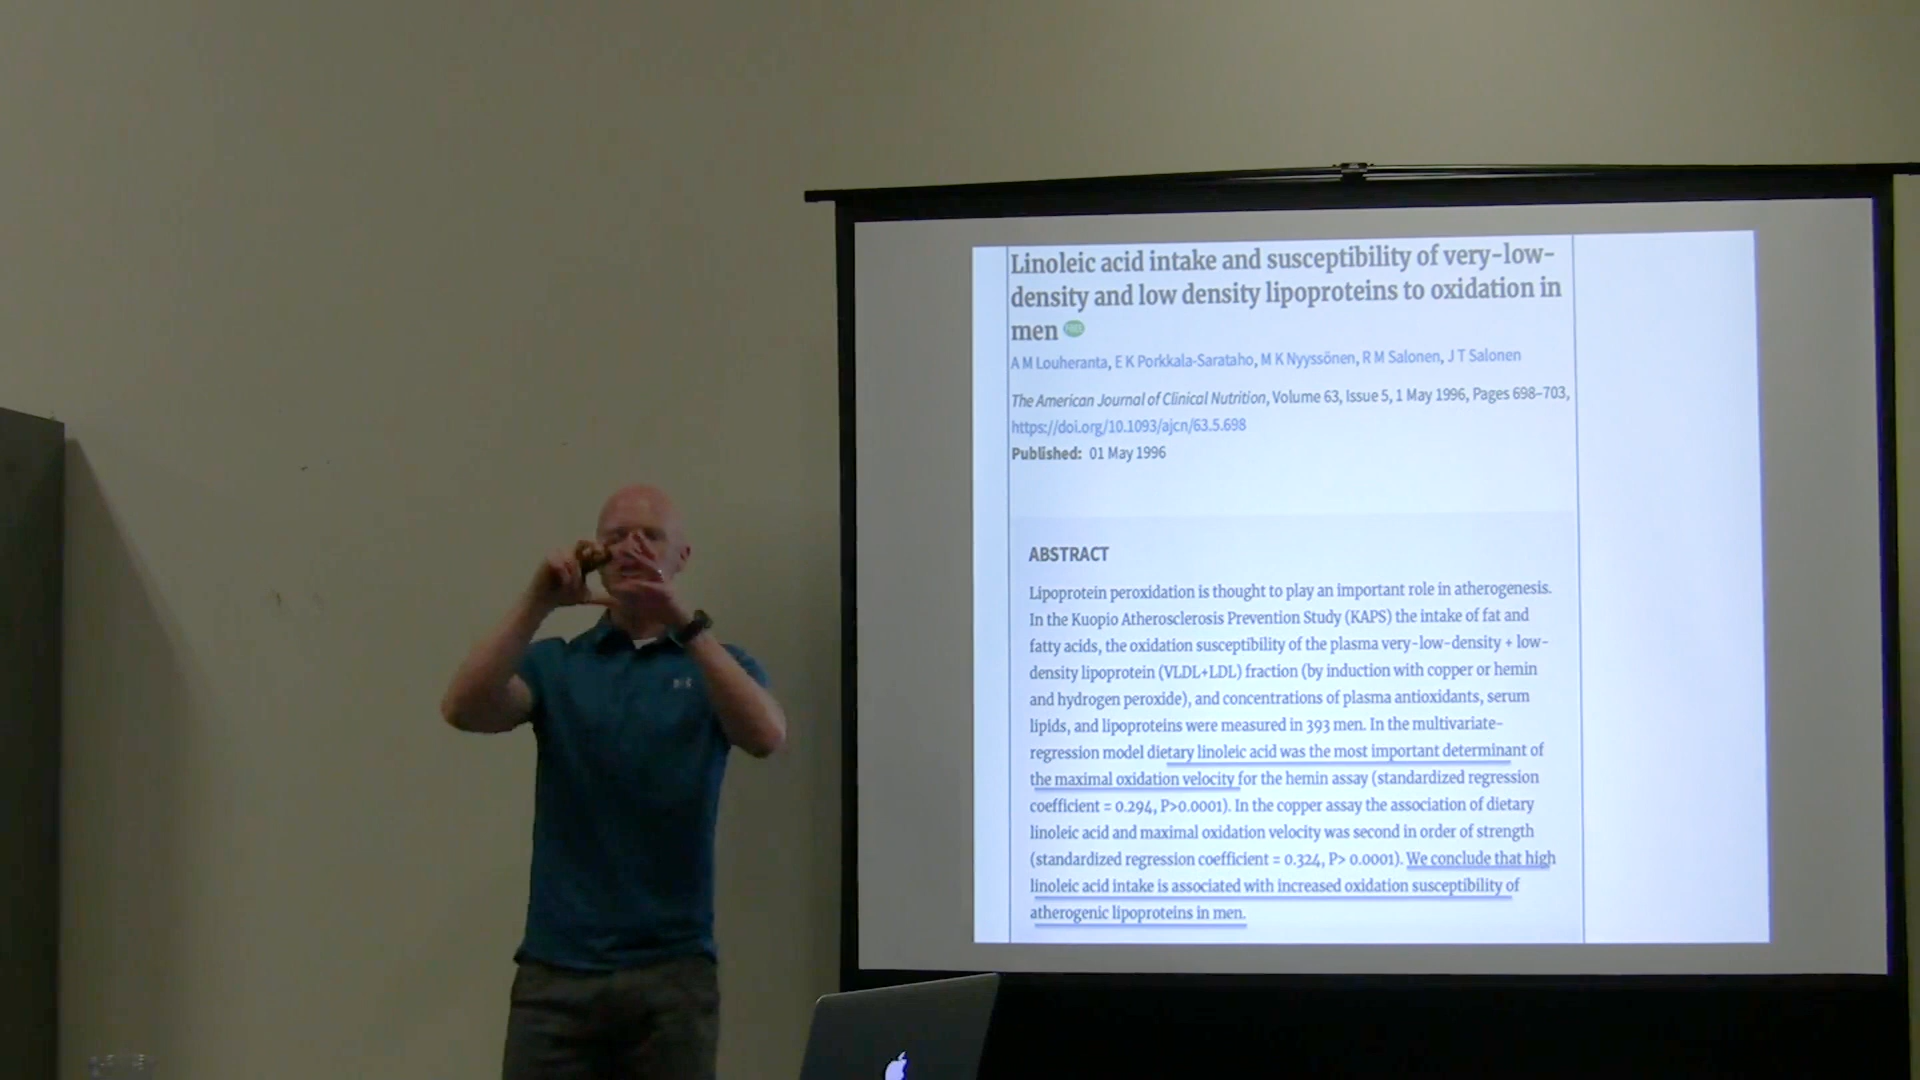 Linoleic acid intake and susceptibility of very-low-
density and low density lipoproteins to oxidation in
men
A M Louheranta, E K Porkkala-Sarataho, M K Nyyssönen, R M Salonen, J T Salonen
The American Journal of Clinical Nutrition, Volume 63, Issue 5, 1 May 1996, Pages 698–703,
https://doi.org/10.1093/ajcn/63.5.698
Published: 01 May 1996
ABSTRACT
Lipoprotein peroxidation is thought to play an important role in atherogenesis.
In the Kuopio Atherosclerosis Prevention Study (KAPS) the intake of fat and
fatty acids, the oxidation susceptibility of the plasma very-low-density + low-
density lipoprotein (VLDL+LDL) fraction (by induction with copper or hemin
and hydrogen peroxide), and concentrations of plasma antioxidants, serum
lipids, and lipoproteins were measured in 393 men. In the multivariate-
regression model dietary linoleic acid was the most important determinant of
the maximal oxidation velocity for the hemin assay (standardized regression
coefficient = 0.294, P>0.0001). In the copper assay the association of dietary
linoleic acid and maximal oxidation velocity was second in order of strength
(standardized regression coefficient = 0.324, P> 0.0001). We conclude that high
linoleic acid intake is associated with increased oxidation susceptibility of
atherogenic lipoproteins in men.